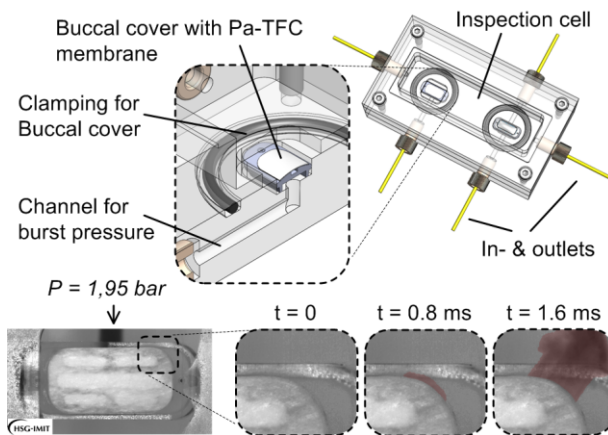 Buccal cover with Pa-TFC
membrane
Inspection cell
Clamping for
Buccal cover
Channel for
burst pressure
In- & outlets
P = 1,95 bar
t = 0
t = 0.8 ms
t = 1.6 ms
HSG-IMIT